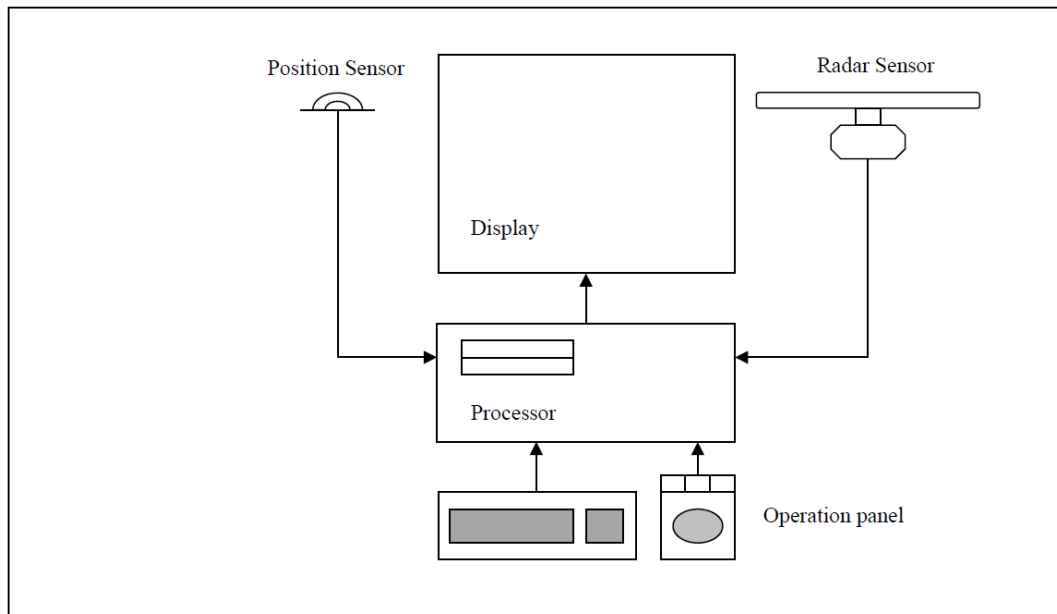 Position Sensor
Radar Sensor
Display
Processor
Operation panel